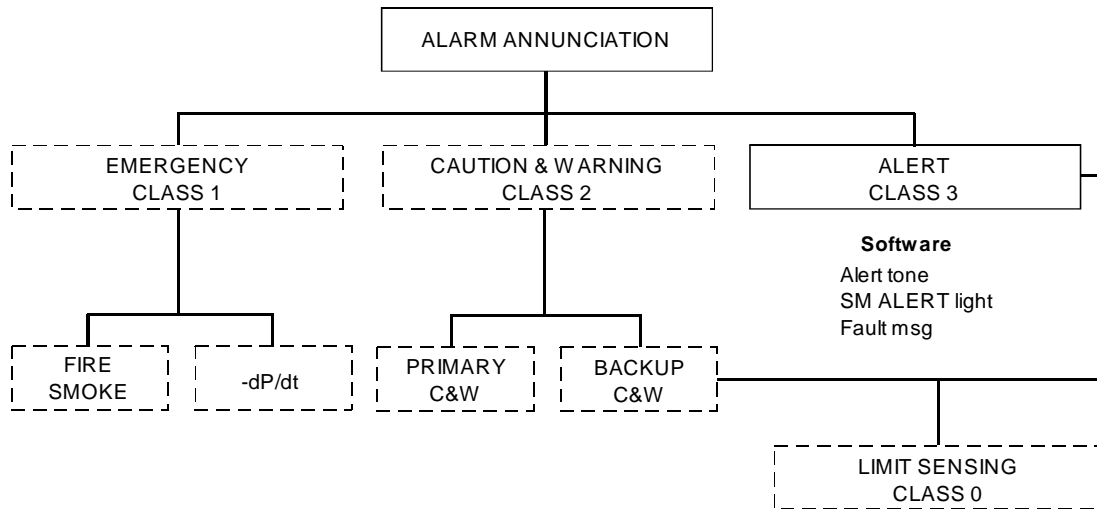 ALARM ANNUNCIATION
EMERGENCY
CLASS 1
CAUTION & WARNING
CLASS 2
ALERT
CLASS 3
Software
Alert tone
SM ALERT light
Fault msg
FIRE
SMOKE
-dP/dt
PRIMARY
C&W
BACKUP
C&W
LIMIT SENSING
CLASS 0